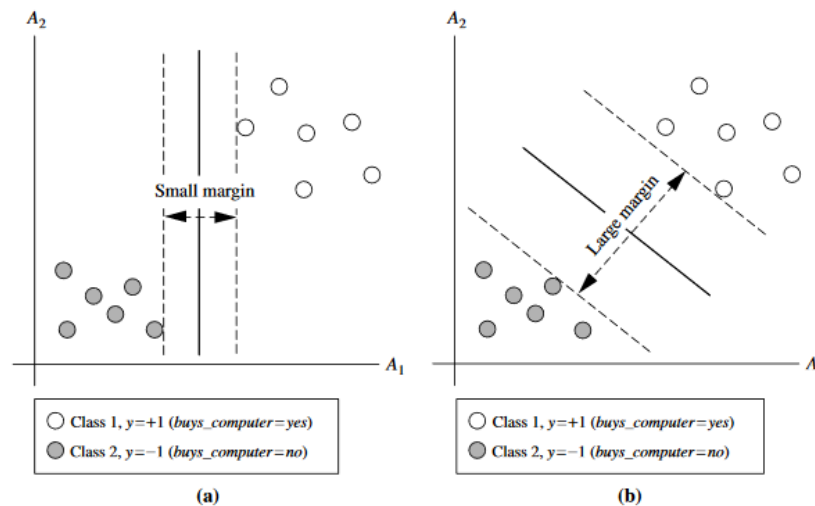 A2
Small margin
A1
Class 1, y=+1 (buys_computer=yes)
Class 2, y=−1 (buys_computer=no)
(a)
A2
Large margin
A
Class 1, y=+1 (buys_computer=yes)
Class 2, y=−1 (buys_computer=no)
(b)